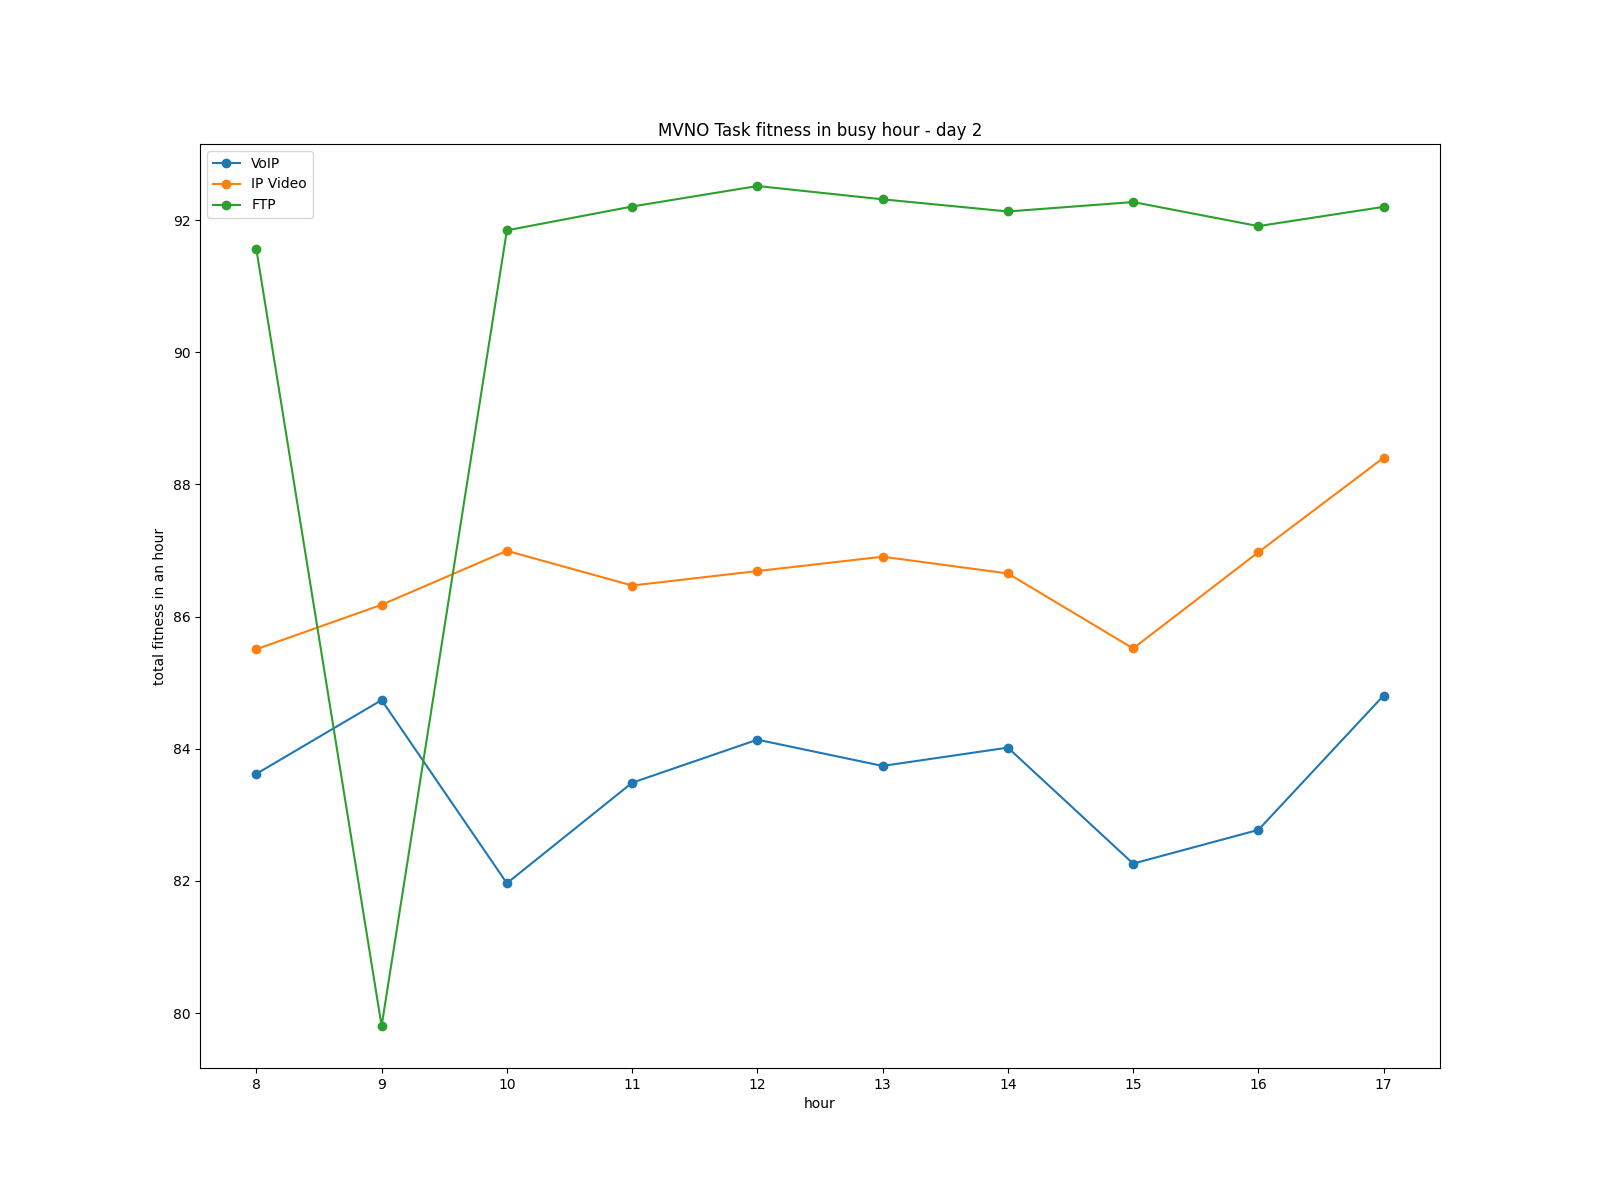 MVNO Task fitness in busy hour - day 2
VoIP
IP Video
FTP
total fitness in an hour
92
90
88
86
84
82
80
8 9 10 11 12 13 14 15 16 17
hour